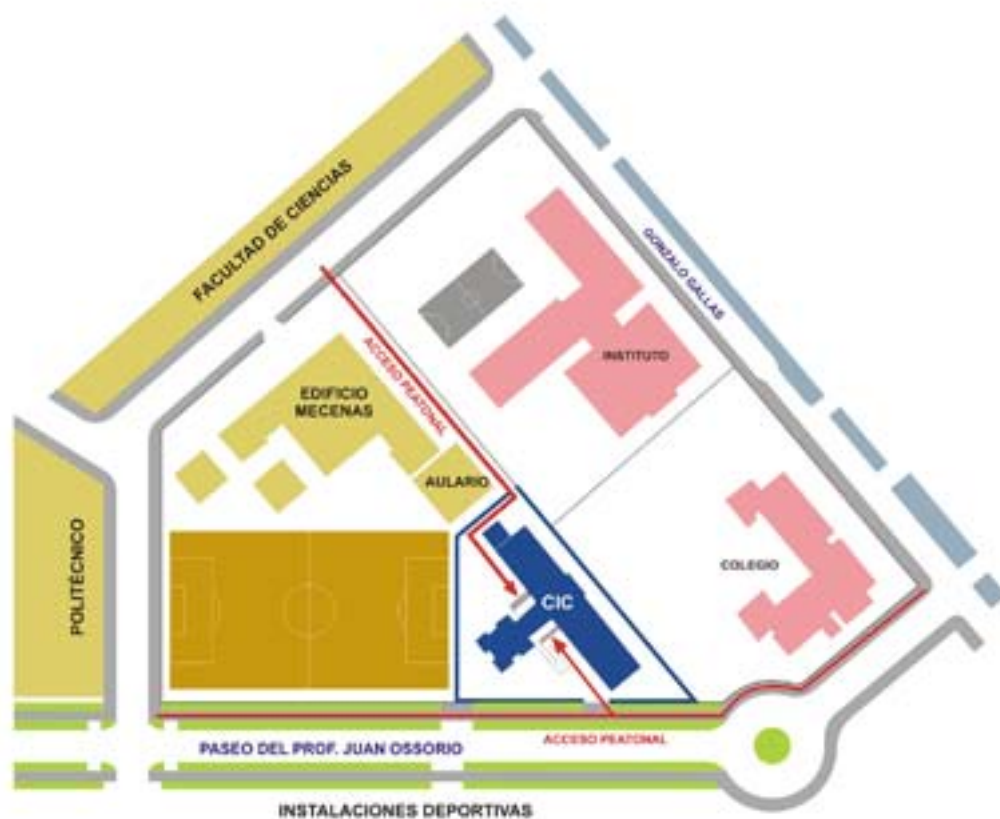 FACULTAD DE CIENCIAS
GONZALO GALLAS
ACCESO PEATONAL
INSTITUTO
EDIFICIO
MECENAS
AULARIO
POLITÉCNICO
COLEGIO
CIC
ACCESO PEATONAL
PASEO DEL PROF. JUAN OSSORIO
INSTALACIONES DEPORTIVAS